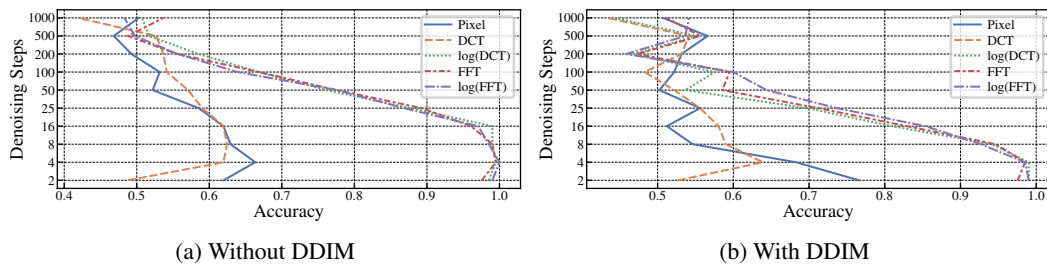 Denoising Steps
1000
500
200
100
50
25
16
8
4
2
0.4 0.5 0.6 0.7 0.8 0.9 1.0
Accuracy
Pixel
DCT
log(DCT)
FFT
log(FFT)
(a) Without DDIM
Denoising Steps
1000
500
200
100
50
25
16
8
4
2
0.5 0.6 0.7 0.8 0.9 1.0
Accuracy
Pixel
DCT
log(DCT)
FFT
log(FFT)
(b) With DDIM